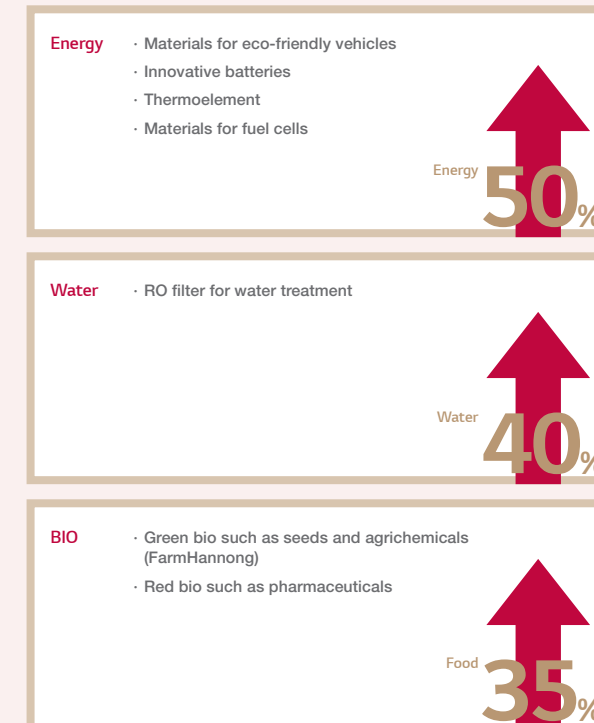 Energy
· Materials for eco-friendly vehicles
· Innovative batteries
· Thermoelement
· Materials for fuel cells
Energy
50%
Water
· RO filter for water treatment
Water
40%
BIO
· Green bio such as seeds and agrichemicals
(FarmHannong)
· Red bio such as pharmaceuticals
Food
35%